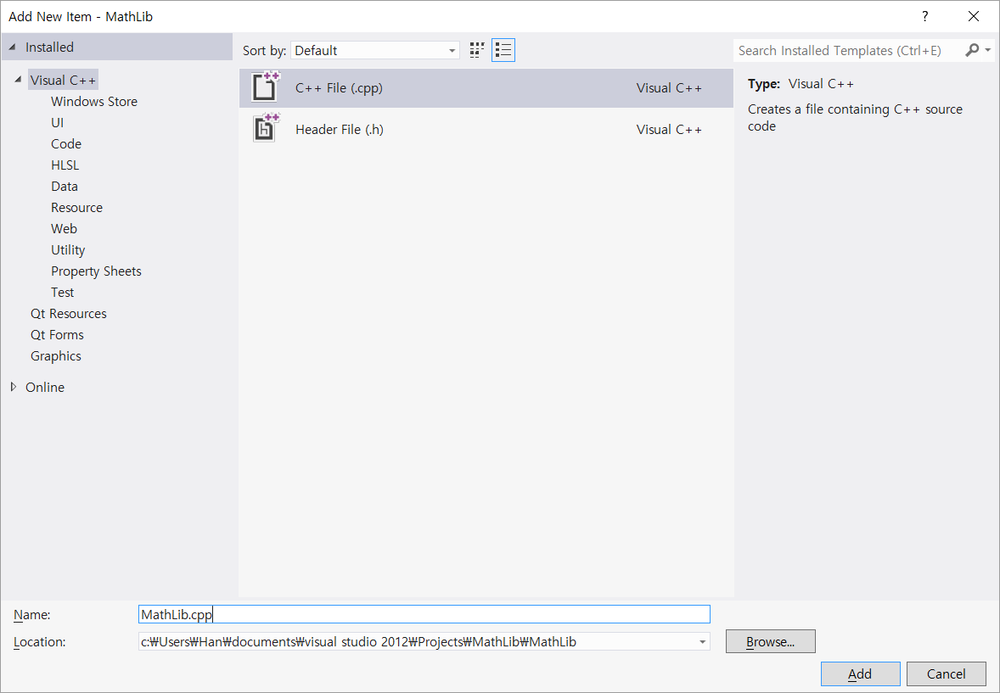 Add New Item - MathLib
?
Installed
Sort by: Default
Search Installed Templates (Ctrl+E)
Visual C++
Windows Store
UI
Code
HLSL
Data
Resource
Web
Utility
Property Sheets
Test
Qt Resources
Qt Forms
Graphics
Online
C++ File (.cpp) Visual C++
Header File (.h) Visual C++
Type: Visual C++
Creates a file containing C++ source
code
Name: MathLib.cpp
Location: c:₩Users₩Han₩documents₩visual studio 2012₩Projects₩MathLib₩MathLib
Browse...
Add Cancel